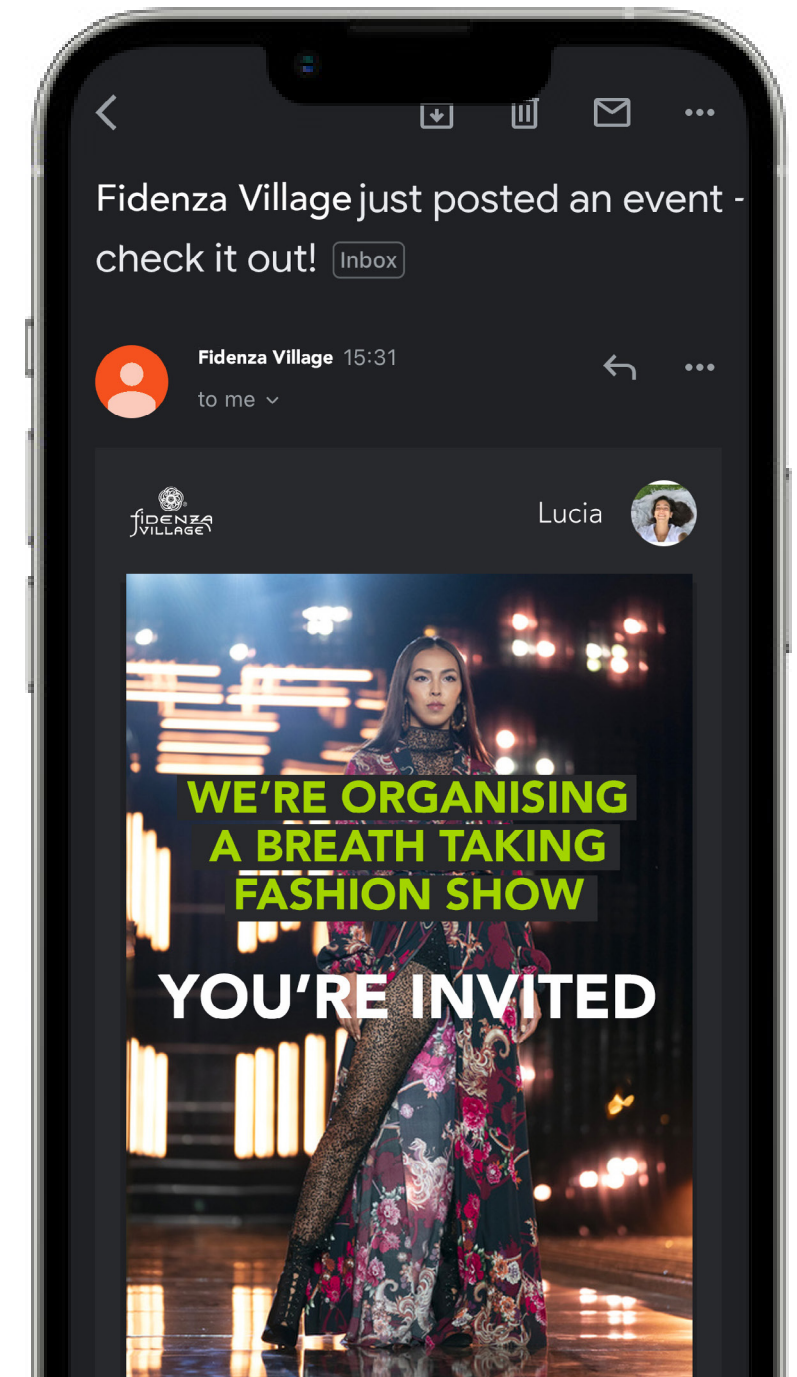 Fidenza Village just posted an event -
check it out! Inbox
Fidenza Village 15:31
to me
FIDENZA
VILLAGE
Lucia
WE'RE ORGANISING
A BREATH TAKING
FASHION SHOW
YOU'RE INVITED